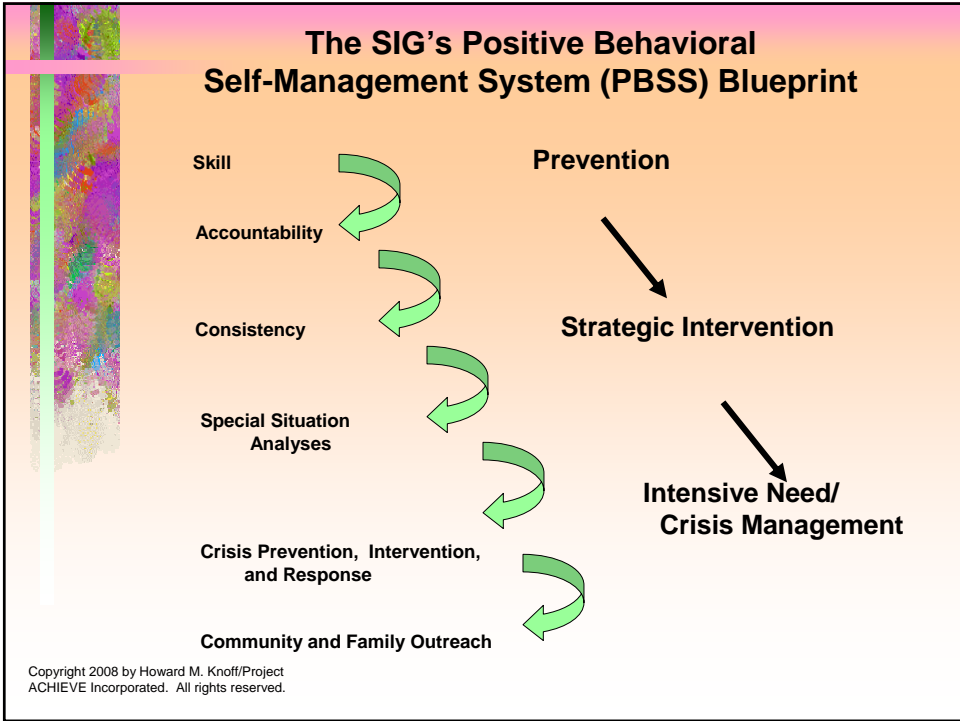 The SIG's Positive Behavioral
Self-Management System (PBSS) Blueprint
Skill
Accountability
Consistency
Special Situation
Analyses
Crisis Prevention, Intervention,
and Response
Community and Family Outreach
Prevention
Strategic Intervention
Intensive Need/
Crisis Management
Copyright 2008 by Howard M. Knoff/Project
ACHIEVE Incorporated. All rights reserved.